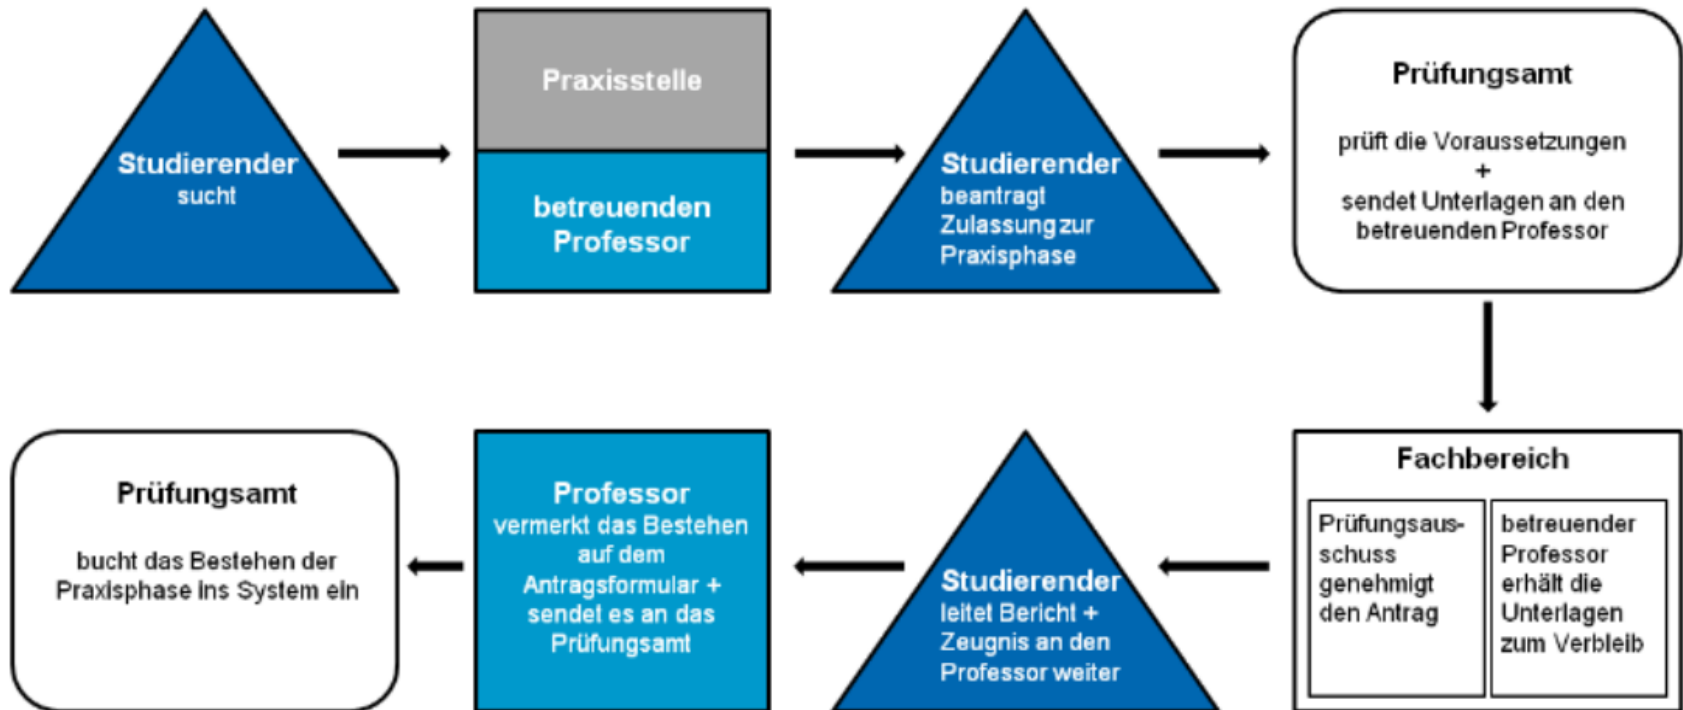 Studierender
sucht
Praxisstelle
betreuenden
Professor
Studierender
beantragt
Zulassung zur
Praxisphase
Prüfungsamt
prüft die Voraussetzungen
+
sendet Unterlagen an den
betreuenden Professor
Fachbereich
Prüfungsaus-
schuss
genehmigt
den Antrag
betreuender
Professor
erhält die
Unterlagen
zum Verbleib
Studierender
leitet Bericht +
Zeugnis an den
Professor weiter
Professor
vermerkt das Bestehen
auf dem
Antragsformular +
sendet es an das
Prüfungsamt
Prüfungsamt
bucht das Bestehen der
Praxisphase ins System ein